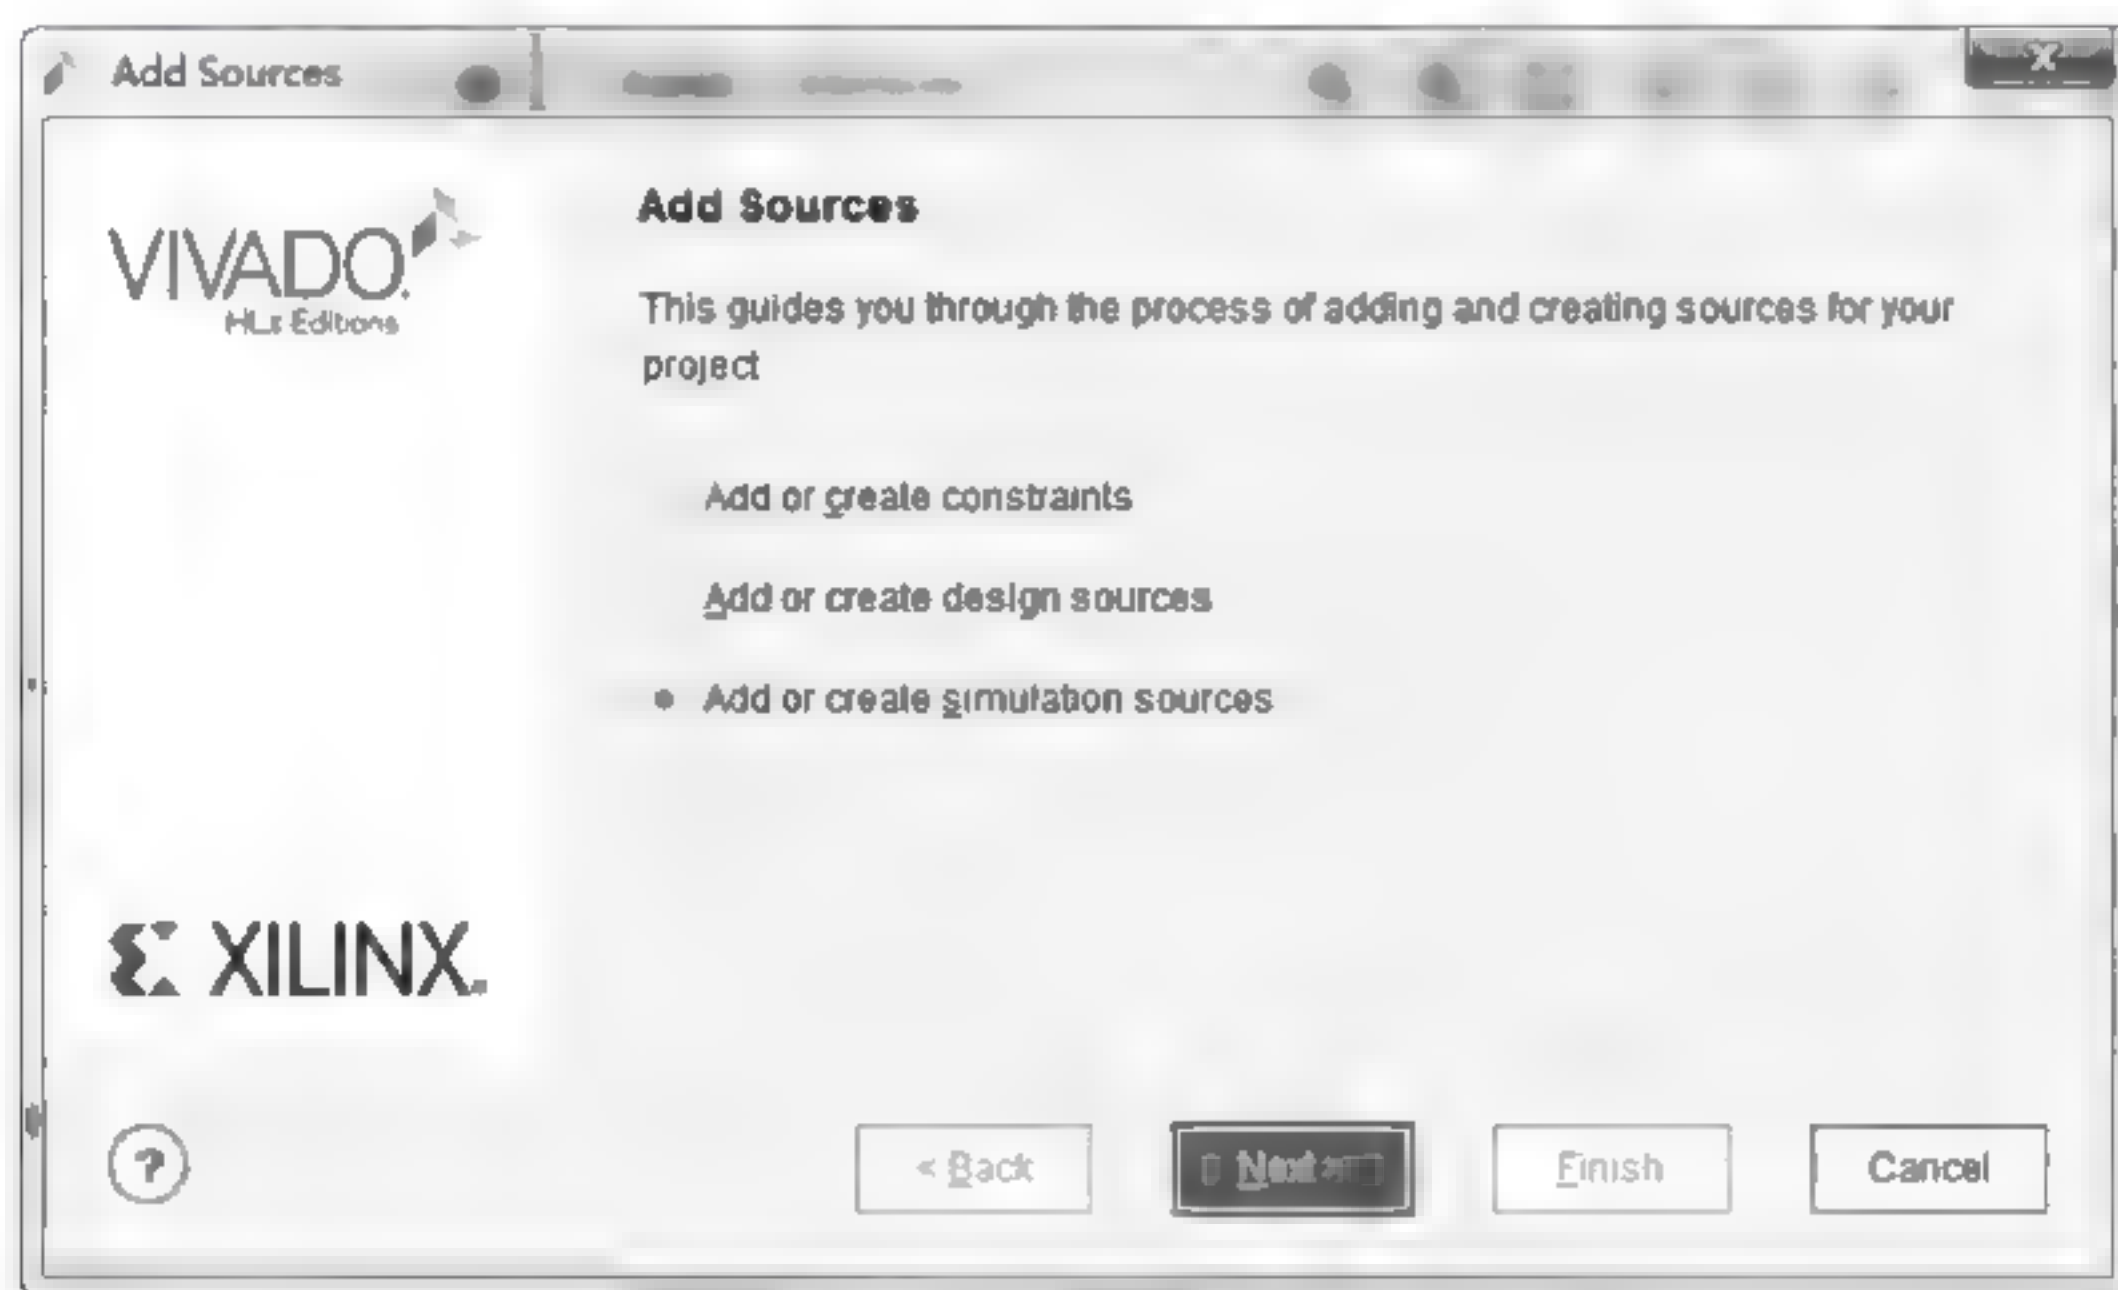 Add Sources
X
VIVADO.
HLx Editions
Add Sources
This guides you through the process of adding and creating sources for your
project
Add or create constraints
Add or create design sources
Add or create simulation sources
XILINX.
?
< Back
Next >
Finish
Cancel